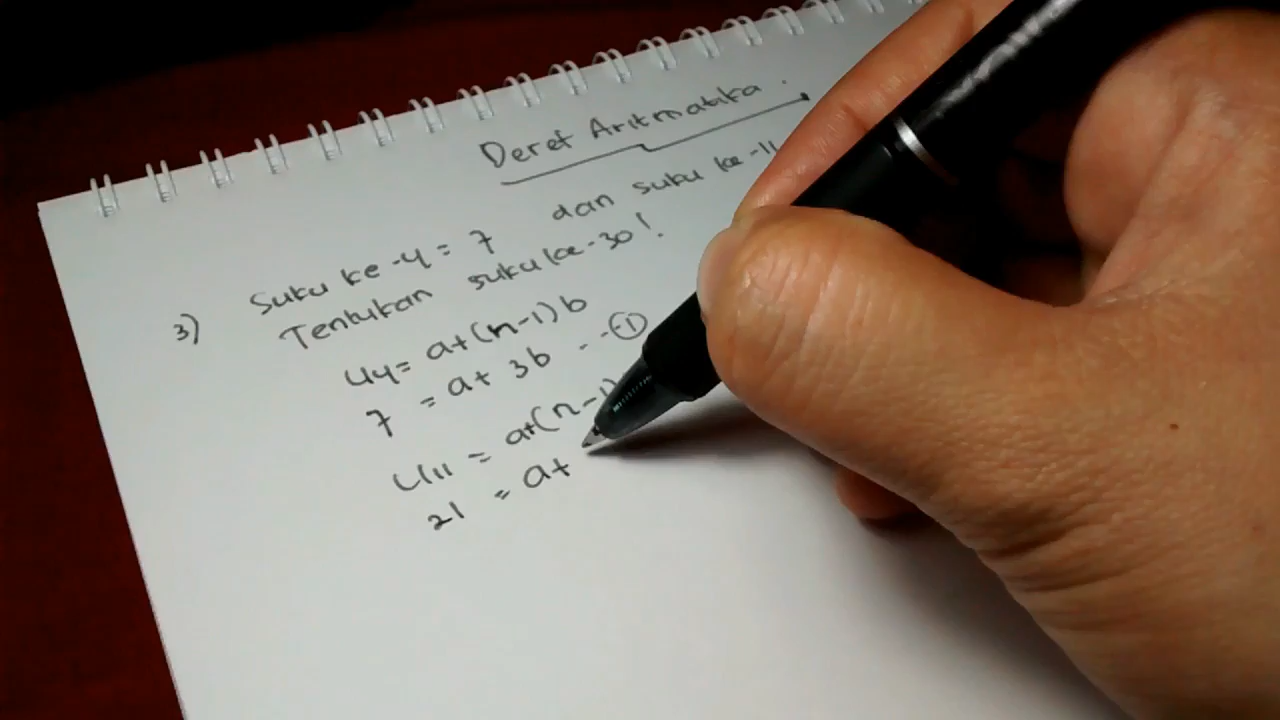 Deret Aritmatika.
3) Suku ke-4 = 7 dan suku ke-11
Tentukan suku ke-30!
U4 = a+(n-1)b
7 = a+ 3b --①
U11 = a+(n-1)
21 = a+